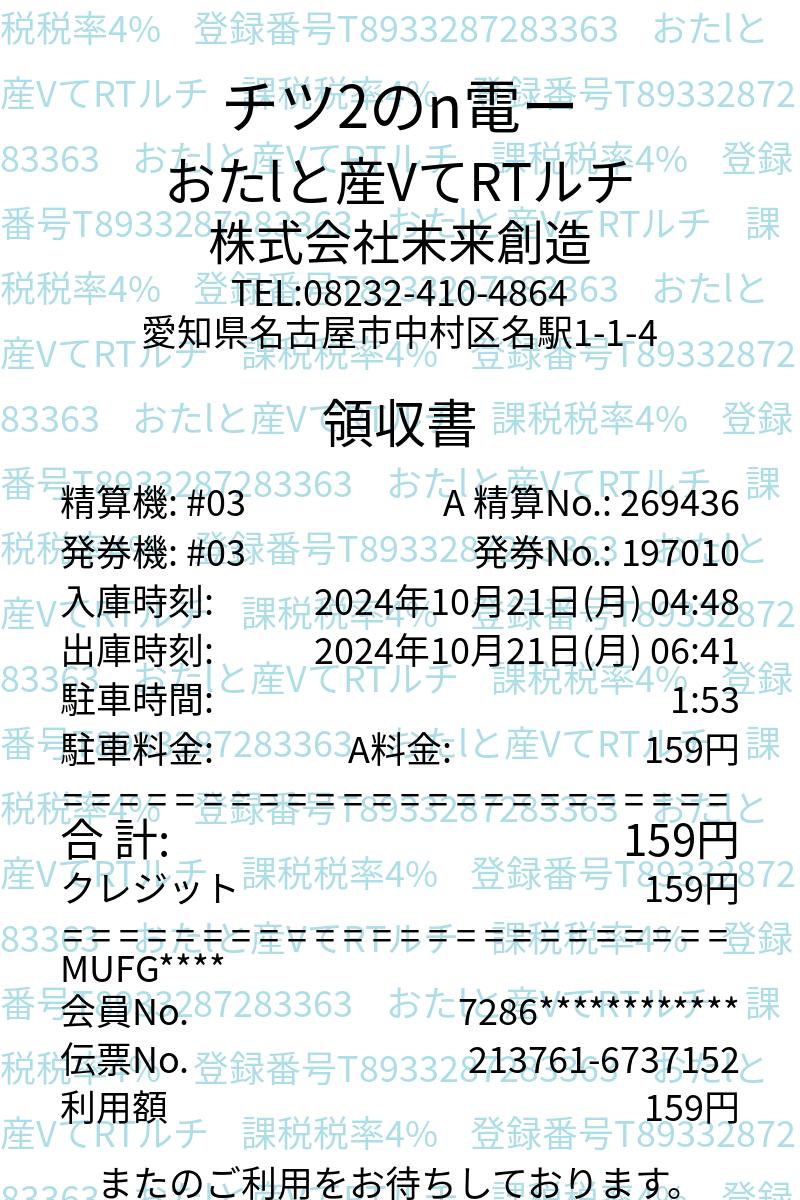 チツ2のn電ー
おたlと産VてRTルチ
株式会社未来創造
TEL:08232-410-4864
愛知県名古屋市中村区名駅1-1-4
領収書
精算機: #03 A 精算No.: 269436
発券機: #03 発券No.: 197010
入庫時刻: 2024年10月21日(月) 04:48
出庫時刻: 2024年10月21日(月) 06:41
駐車時間: 1:53
駐車料金: A料金: 159円
========================
合 計: 159円
クレジット 159円
========================
MUFG****
会員No. 7286************
伝票No. 213761-6737152
利用額 159円
またのご利用をお待ちしております。
税税率4% 登録番号T8933287283363 おたlと
産VてRTルチ 課税税率4% 登録番号T89332872
83363 おたlと産VてRTルチ 課税税率4% 登録
番号T8933287283363 おたlと産VてRTルチ 課
税税率4% 登録番号T8933287283363 おたlと
産VてRTルチ 課税税率4% 登録番号T89332872
83363 おたlと産VてRTルチ 課税税率4% 登録
番号T8933287283363 おたlと産VてRTルチ 課
税税率4% 登録番号T8933287283363 おたlと
産VてRTルチ 課税税率4% 登録番号T89332872
83363 おたlと産VてRTルチ 課税税率4% 登録
番号T8933287283363 おたlと産VてRTルチ 課
税税率4% 登録番号T8933287283363 おたlと
産VてRTルチ 課税税率4% 登録番号T89332872
83363 おたlと産VてRTルチ 課税税率4% 登録
番号T8933287283363 おたlと産VてRTルチ 課
税税率4% 登録番号T8933287283363 おたlと
産VてRTルチ 課税税率4% 登録番号T89332872